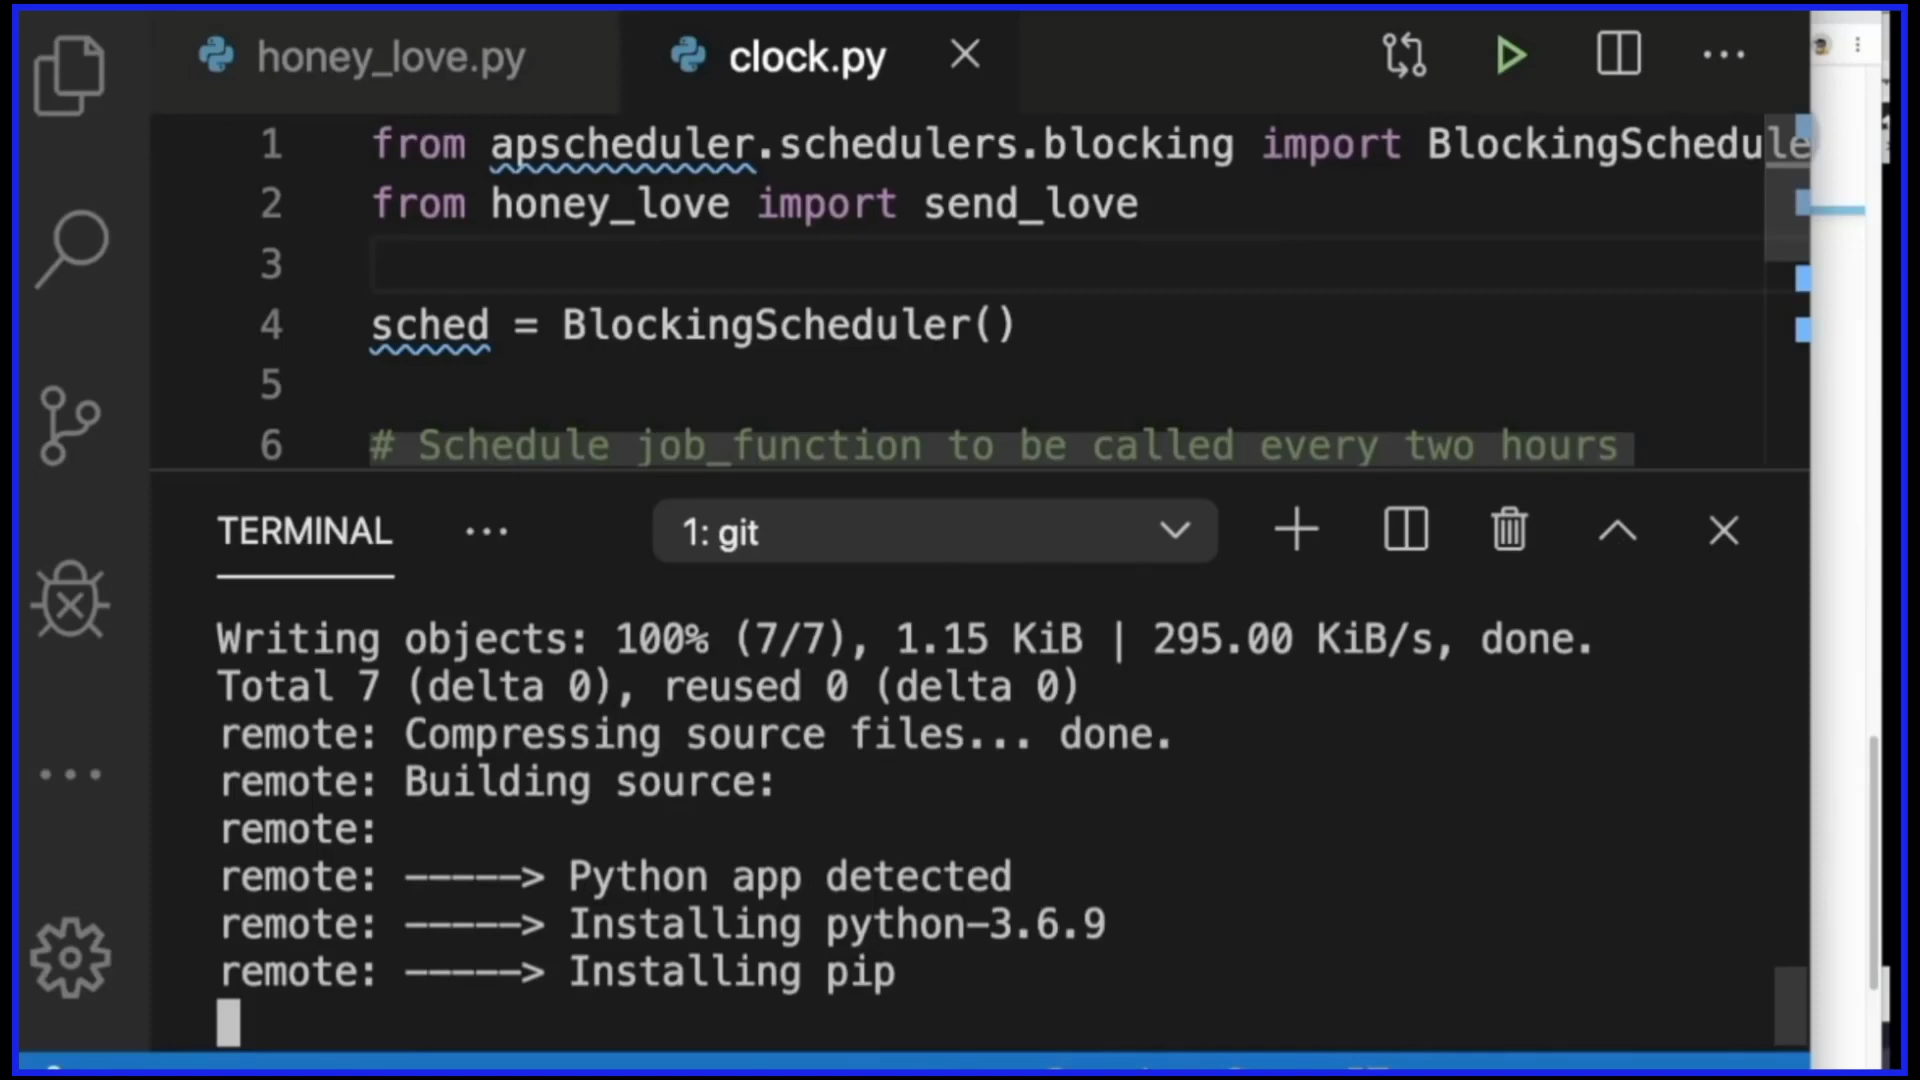 honey_love.py
clock.py
1 from apscheduler.schedulers.blocking import BlockingSchedule
2 from honey_love import send_love
3
4 sched = BlockingScheduler()
5
6 # Schedule job_function to be called every two hours
TERMINAL
1: git
Writing objects: 100% (7/7), 1.15 KiB | 295.00 KiB/s, done.
Total 7 (delta 0), reused 0 (delta 0)
remote: Compressing source files... done.
remote: Building source:
remote:
remote: -----> Python app detected
remote: -----> Installing python-3.6.9
remote: -----> Installing pip